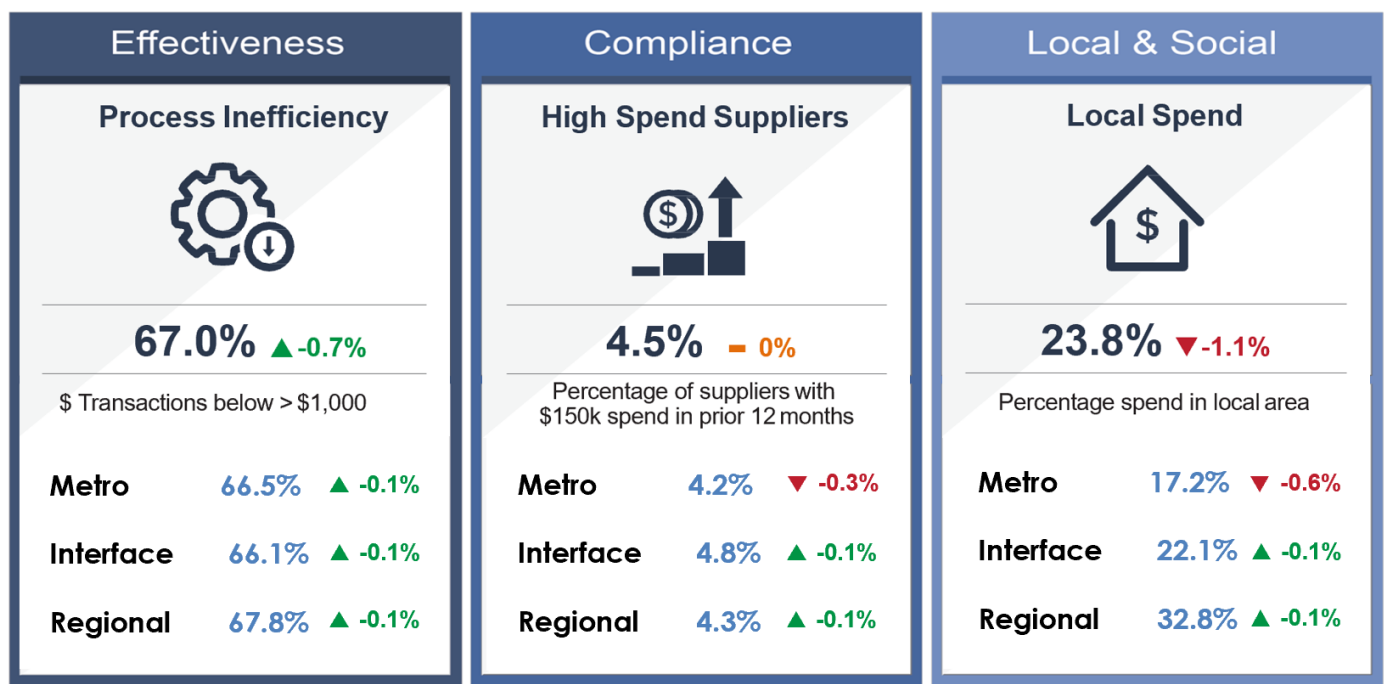 Effectiveness
Process Inefficiency
67.0% ▲-0.7%
$ Transactions below > $1,000
Metro 66.5% ▲ -0.1%
Interface 66.1% ▲ -0.1%
Regional 67.8% ▲ -0.1%
Compliance
High Spend Suppliers
$
4.5% - 0%
Percentage of suppliers with
$150k spend in prior 12 months
Metro 4.2% ▼ -0.3%
Interface 4.8% ▲ -0.1%
Regional 4.3% ▲ -0.1%
Local & Social
Local Spend
$
23.8% ▼-1.1%
Percentage spend in local area
Metro 17.2% ▼ -0.6%
Interface 22.1% ▲ -0.1%
Regional 32.8% ▲ -0.1%